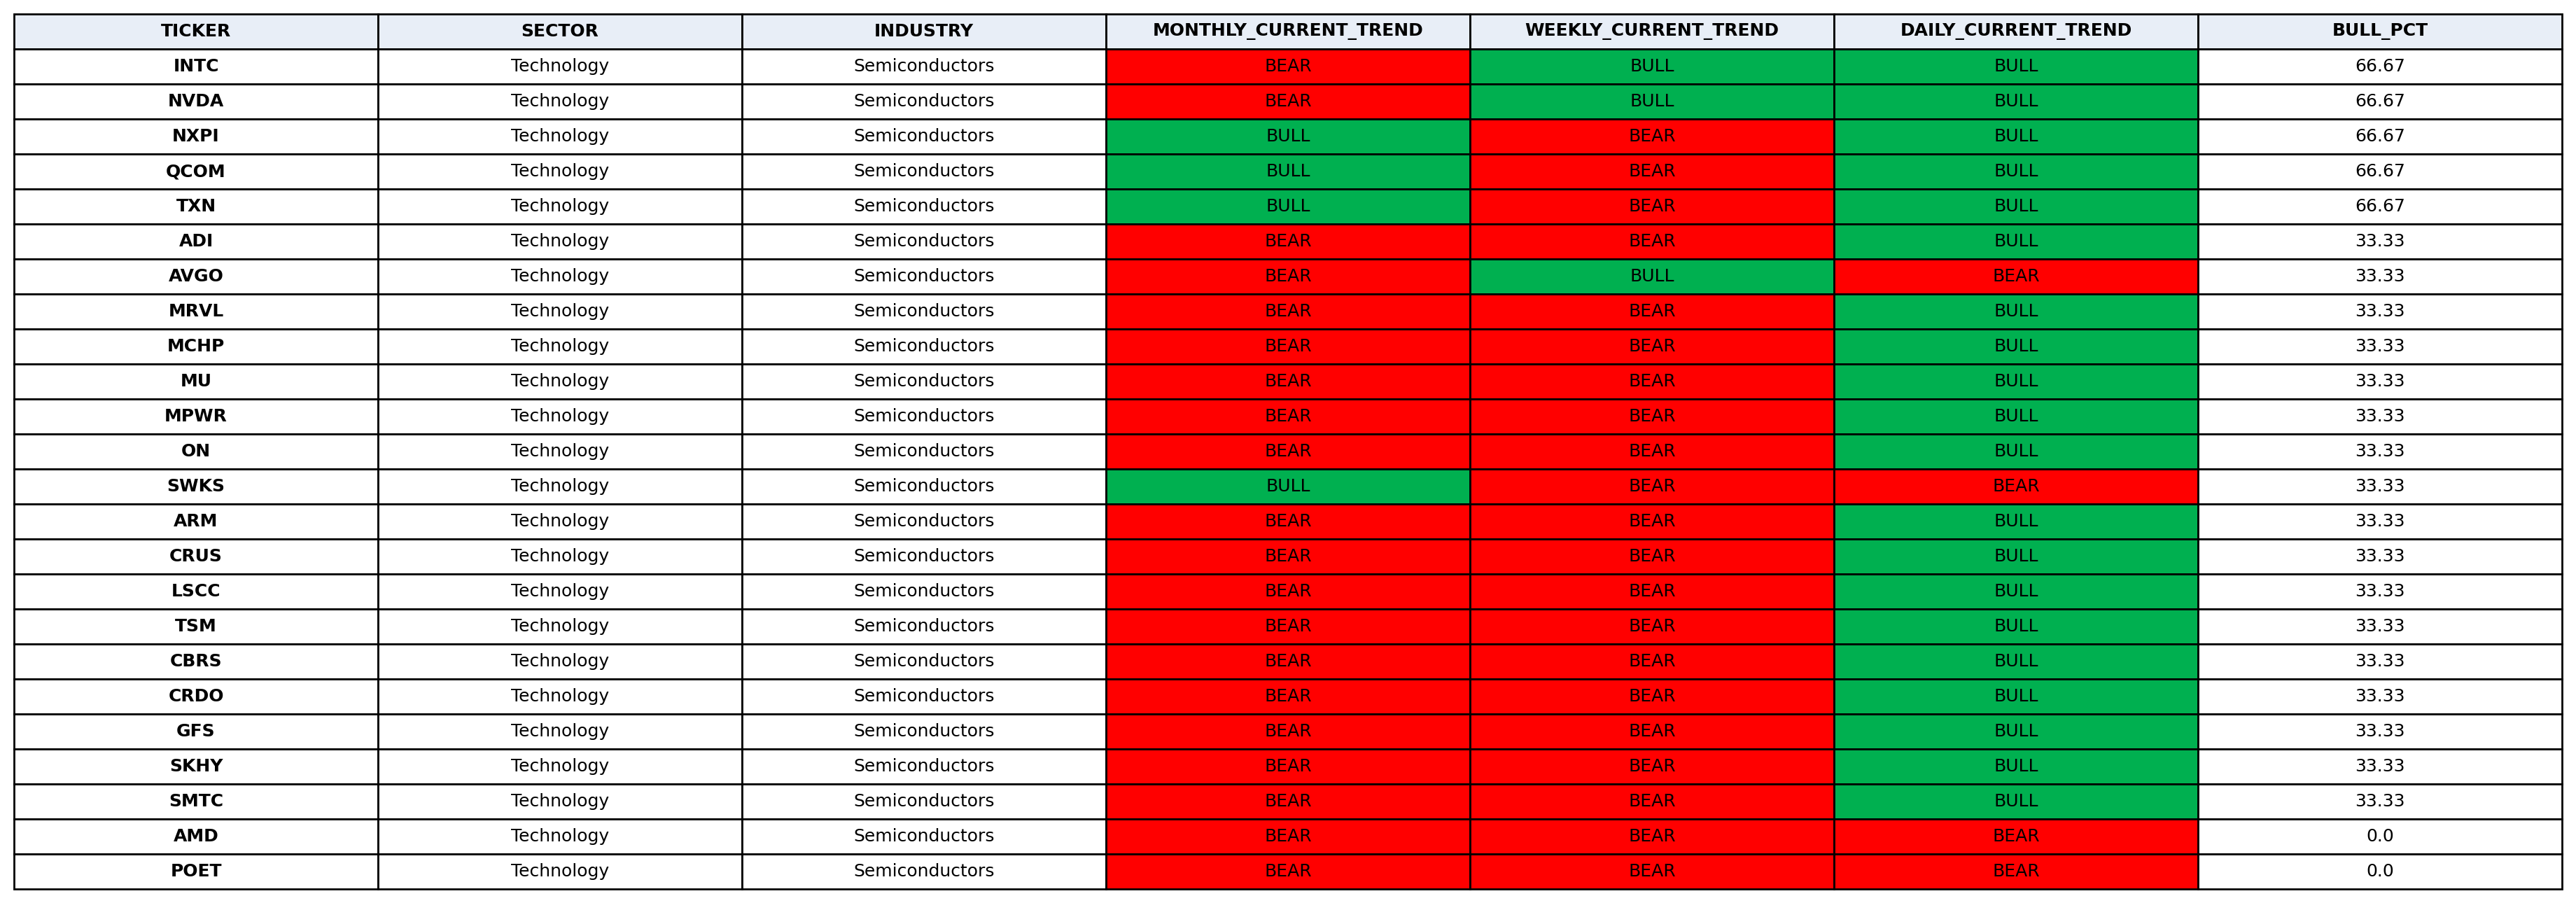 TICKER SECTOR INDUSTRY MONTHLY_CURRENT_TREND WEEKLY_CURRENT_TREND DAILY_CURRENT_TREND BULL_PCT
INTC Technology Semiconductors BEAR BULL BULL 66.67
NVDA Technology Semiconductors BEAR BULL BULL 66.67
NXPI Technology Semiconductors BULL BEAR BULL 66.67
QCOM Technology Semiconductors BULL BEAR BULL 66.67
TXN Technology Semiconductors BULL BEAR BULL 66.67
ADI Technology Semiconductors BEAR BEAR BULL 33.33
AVGO Technology Semiconductors BEAR BULL BEAR 33.33
MRVL Technology Semiconductors BEAR BEAR BULL 33.33
MCHP Technology Semiconductors BEAR BEAR BULL 33.33
MU Technology Semiconductors BEAR BEAR BULL 33.33
MPWR Technology Semiconductors BEAR BEAR BULL 33.33
ON Technology Semiconductors BEAR BEAR BULL 33.33
SWKS Technology Semiconductors BULL BEAR BEAR 33.33
ARM Technology Semiconductors BEAR BEAR BULL 33.33
CRUS Technology Semiconductors BEAR BEAR BULL 33.33
LSCC Technology Semiconductors BEAR BEAR BULL 33.33
TSM Technology Semiconductors BEAR BEAR BULL 33.33
CBRS Technology Semiconductors BEAR BEAR BULL 33.33
CRDO Technology Semiconductors BEAR BEAR BULL 33.33
GFS Technology Semiconductors BEAR BEAR BULL 33.33
SKHY Technology Semiconductors BEAR BEAR BULL 33.33
SMTC Technology Semiconductors BEAR BEAR BULL 33.33
AMD Technology Semiconductors BEAR BEAR BEAR 0.0
POET Technology Semiconductors BEAR BEAR BEAR 0.0